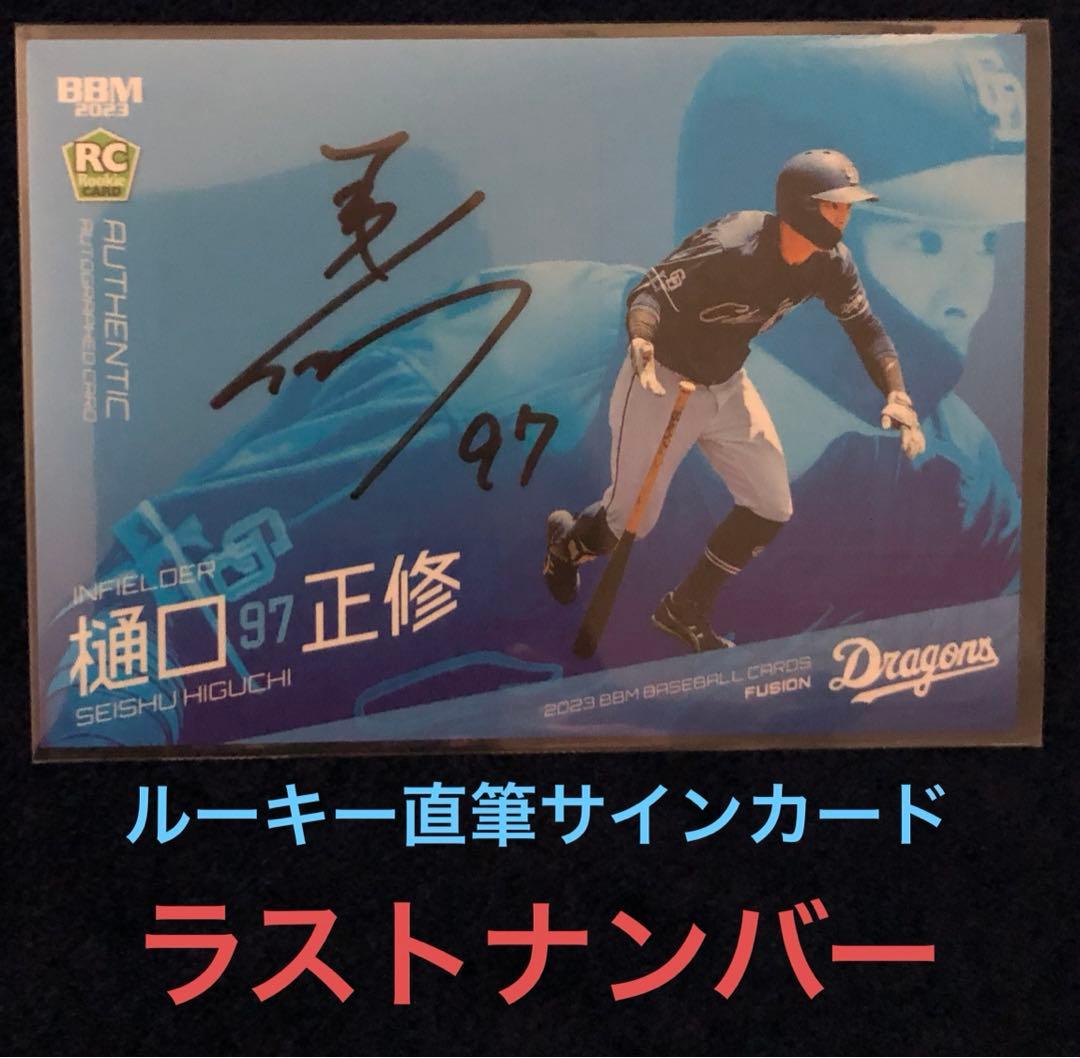 BBM
2023
RC
Rookie
CARD
AUTHENTIC
AUTOGRAPHED CARD
97
INFIELDER
樋口 97 正修
SEISHU HIGUCHI
2023 BBM BASEBALL CARDS
FUSION
Dragons
ルーキー直筆サインカード
ラストナンバー